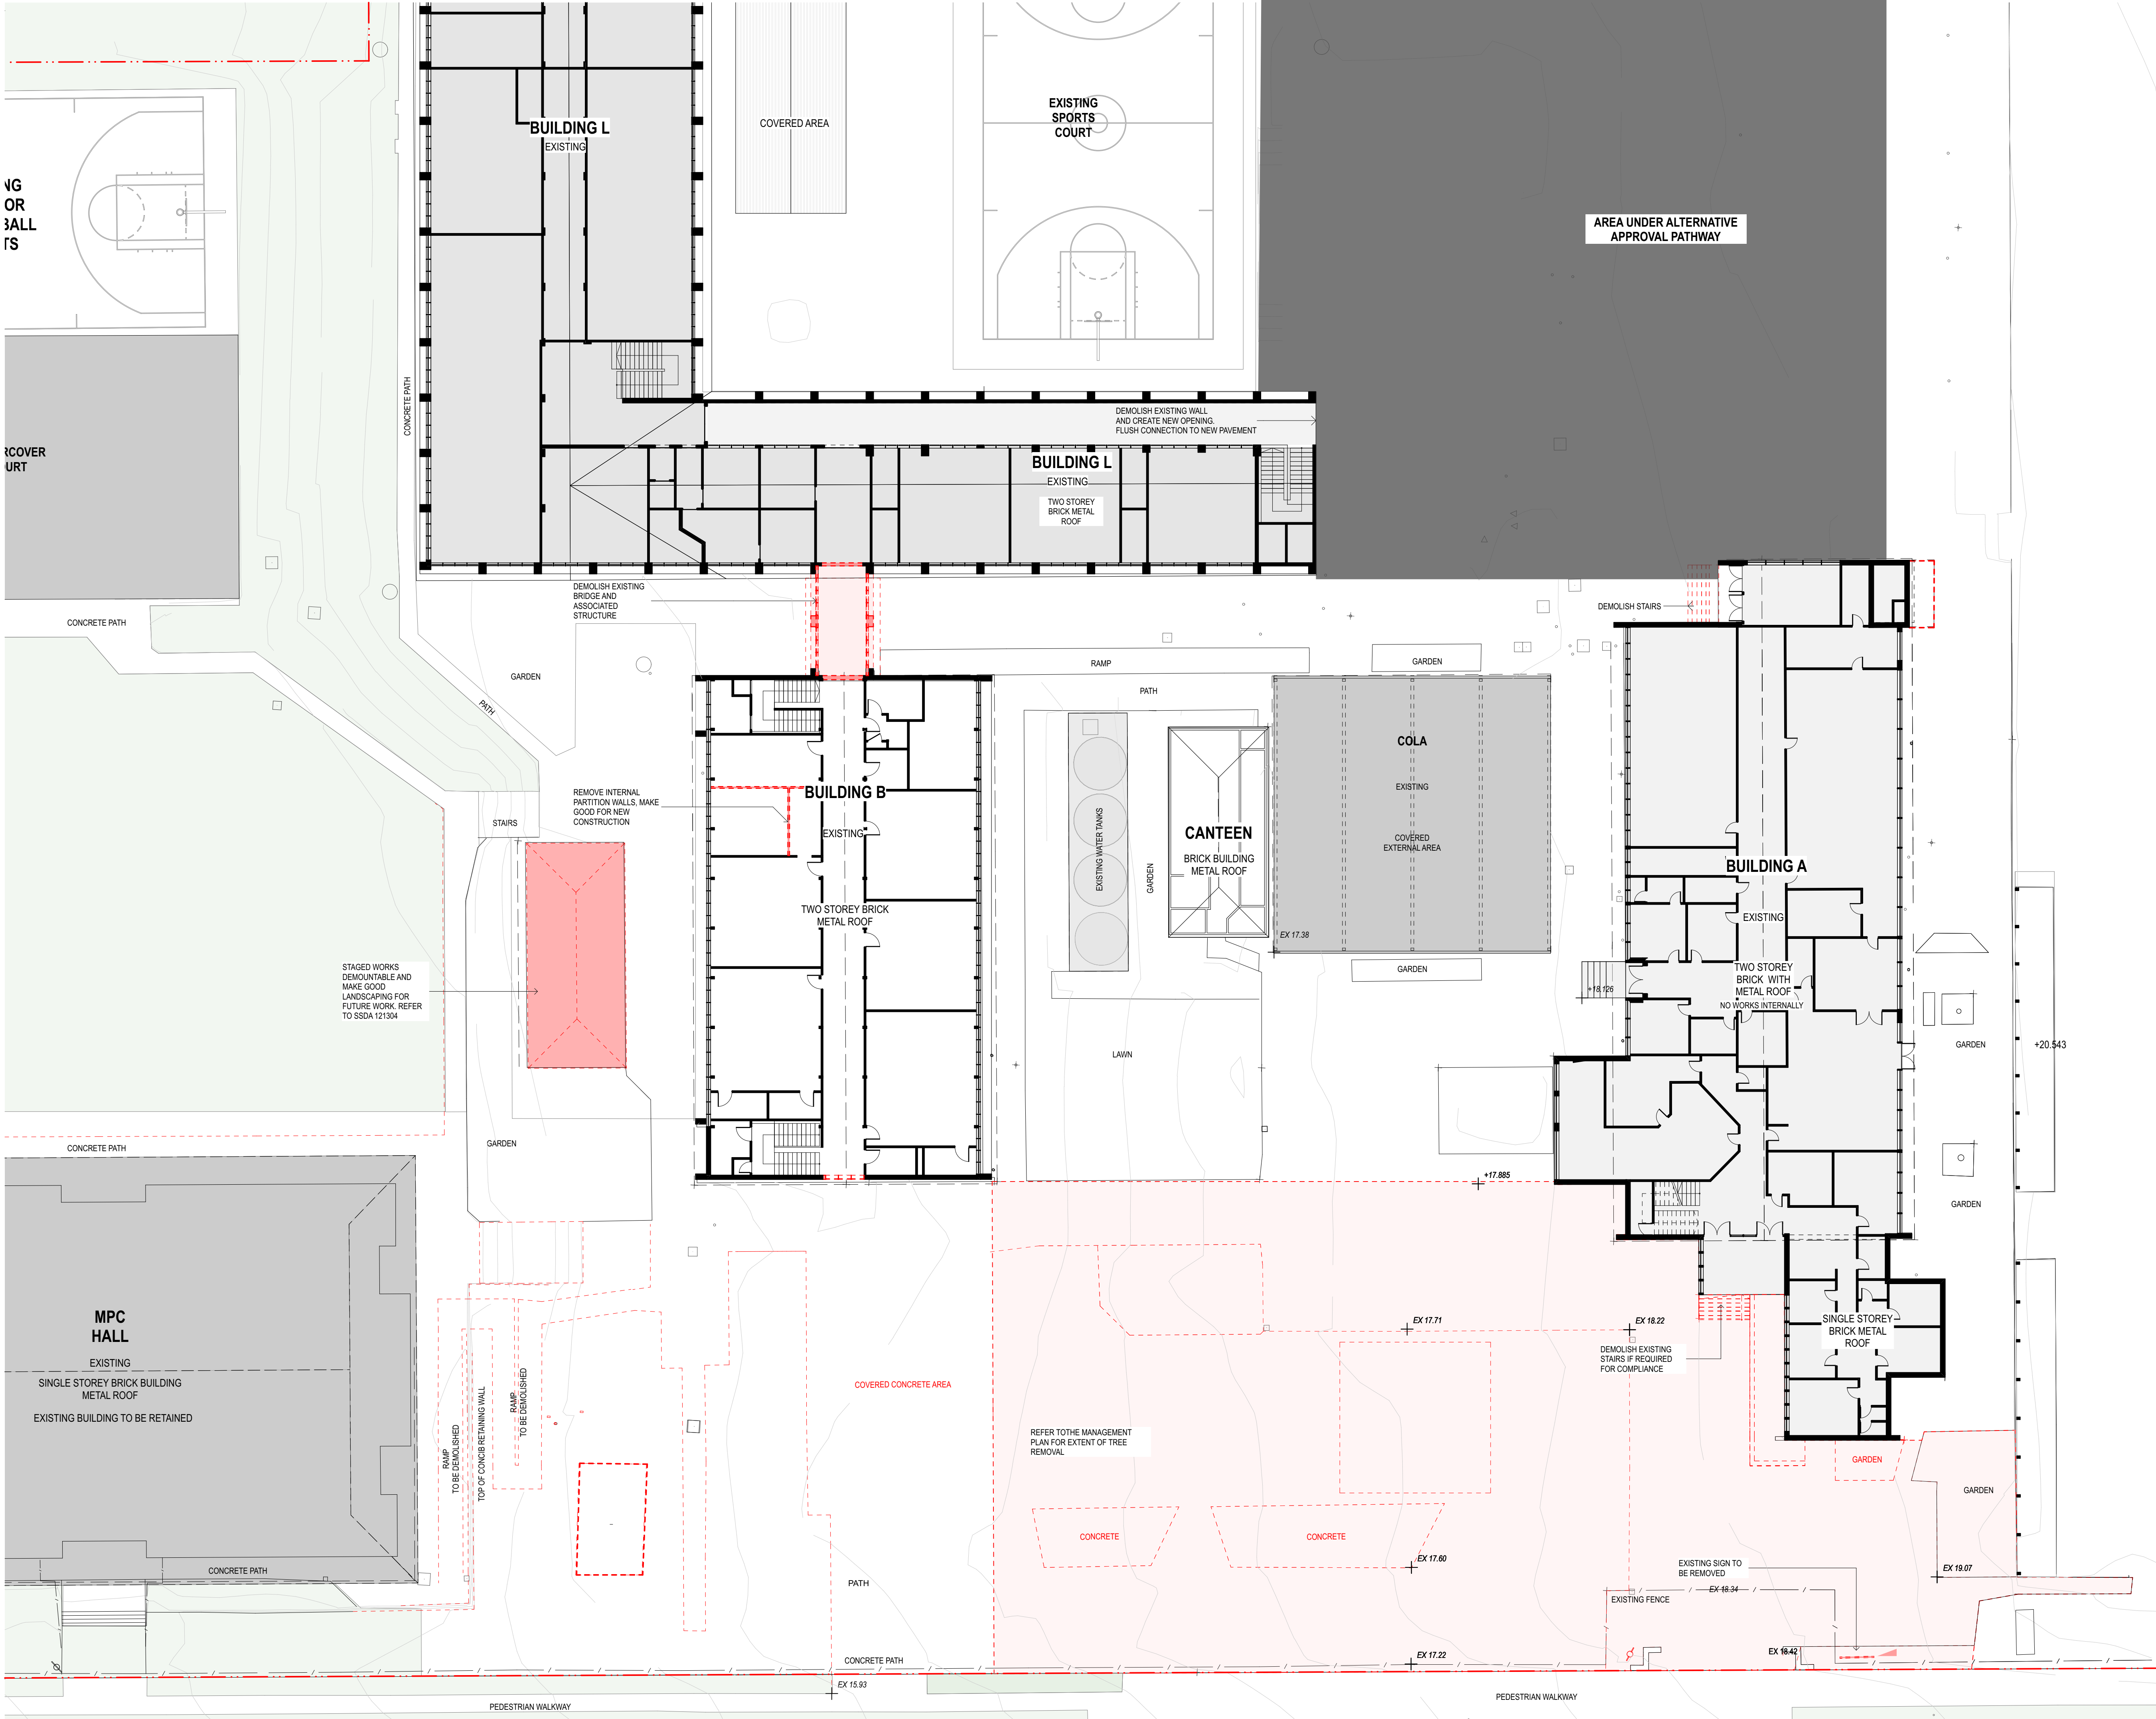 BUILDING L
EXISTING
COVERED AREA
EXISTING
SPORTS
COURT
NG
OR
BALL
TS
AREA UNDER ALTERNATIVE
APPROVAL PATHWAY
CONCRETE PATH
DEMOLISH EXISTING WALL
AND CREATE NEW OPENING.
FLUSH CONNECTION TO NEW PAVEMENT
RCOVER
URT
BUILDING L
EXISTING
TWO STOREY
BRICK METAL
ROOF
DEMOLISH EXISTING
BRIDGE AND
ASSOCIATED
STRUCTURE
DEMOLISH STAIRS
CONCRETE PATH
GARDEN
PATH
RAMP
GARDEN
PATH
COLA
EXISTING
COVERED
EXTERNAL AREA
EX 17.38
GARDEN
REMOVE INTERNAL
PARTITION WALLS, MAKE
GOOD FOR NEW
CONSTRUCTION
BUILDING B
EXISTING
TWO STOREY BRICK
METAL ROOF
STAIRS
EXISTING WATER TANKS
GARDEN
CANTEEN
BRICK BUILDING
METAL ROOF
BUILDING A
EXISTING
TWO STOREY
BRICK WITH
METAL ROOF
NO WORKS INTERNALLY
+18.126
STAGED WORKS
DEMOUNTABLE AND
MAKE GOOD
LANDSCAPING FOR
FUTURE WORK. REFER
TO SSDA 121304
LAWN
GARDEN
+20.543
CONCRETE PATH
GARDEN
+17.885
GARDEN
MPC
HALL
EXISTING
SINGLE STOREY BRICK BUILDING
METAL ROOF
EXISTING BUILDING TO BE RETAINED
EX 17.71
EX 18.22
SINGLE STOREY
BRICK METAL
ROOF
DEMOLISH EXISTING
STAIRS IF REQUIRED
FOR COMPLIANCE
COVERED CONCRETE AREA
RAMP
TO BE DEMOLISHED
TOP OF CONCIB RETAINING WALL
RAMP
TO BE DEMOLISHED
REFER TOTHE MANAGEMENT
PLAN FOR EXTENT OF TREE
REMOVAL
GARDEN
GARDEN
CONCRETE
CONCRETE
EX 17.60
EXISTING SIGN TO
BE REMOVED
EX 19.07
CONCRETE PATH
PATH
EX 18.34
EXISTING FENCE
CONCRETE PATH
EX 17.22
EX 18.42
EX 15.93
PEDESTRIAN WALKWAY
PEDESTRIAN WALKWAY